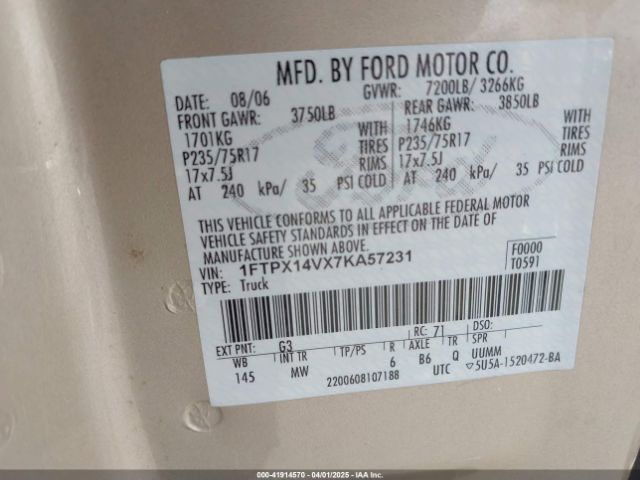 MFD. BY FORD MOTOR CO.
DATE: 08/06 GVWR: 7200LB/ 3266KG
FRONT GAWR: 3750LB REAR GAWR: 3850LB
1701KG WITH 1746KG WITH
P235/75R17 TIRES P235/75R17 TIRES
17x7.5J RIMS 17x7.5J RIMS
AT 240 kPa/ 35 PSI COLD AT 240 kPa/ 35 PSI COLD
THIS VEHICLE CONFORMS TO ALL APPLICABLE FEDERAL MOTOR
VEHICLE SAFETY STANDARDS IN EFFECT ON THE DATE OF
MANUFACTURE SHOWN ABOVE.
VIN: 1FTPX14VX7KA57231 F0000
TYPE: Truck T0591
EXT PNT: G3 RC: 71 DSO:
WB INT TR TP/PS R AXLE TR SPR
145 MW 6 B6 Q UUMM
2200608107188 UTC ▽5U5A-1520472-BA
000-41914570 - 04/01/2025 - IAA Inc.